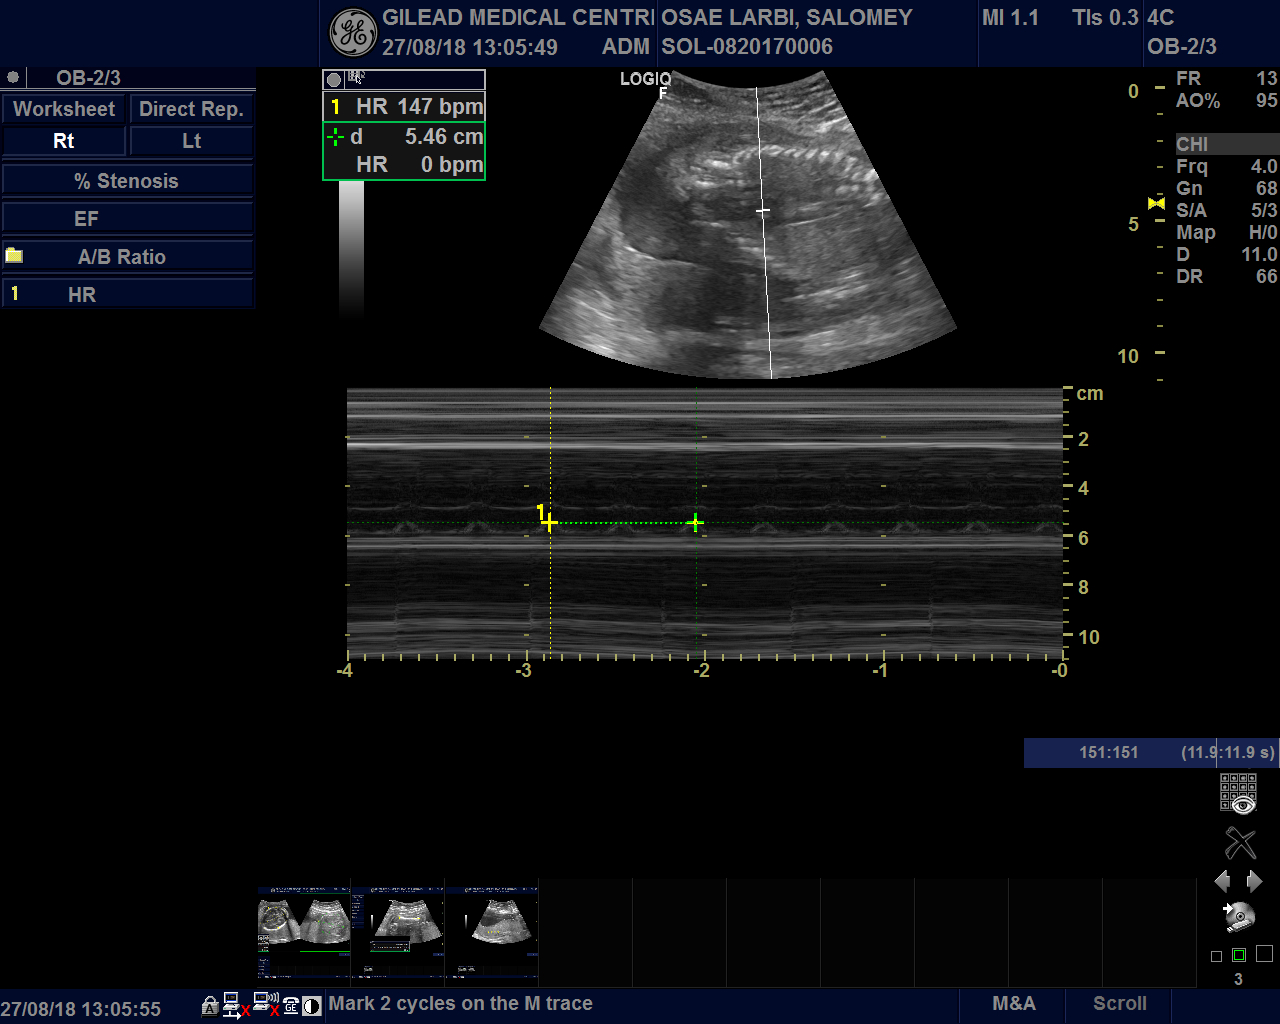 GILEAD MEDICAL CENTRI
OSAE LARBI, SALOMEY
MI 1.1
TIs 0.3
4C
27/08/18 13:05:49
ADM
SOL-0820170006
OB-2/3
OB-2/3
Worksheet
Direct Rep.
Rt
Lt
% Stenosis
EF
A/B Ratio
1 HR
1 HR 147 bpm
d 5.46 cm
HR 0 bpm
LOGIQ
F
0
5
10
FR 13
AO% 95
CHI
Frq 4.0
Gn 68
S/A 5/3
Map H/0
D 11.0
DR 66
cm
2
4
6
8
10
1
-4
-3
-2
-1
-0
151:151
(11.9:11.9 s)
3
27/08/18 13:05:55
Mark 2 cycles on the M trace
M&A
Scroll